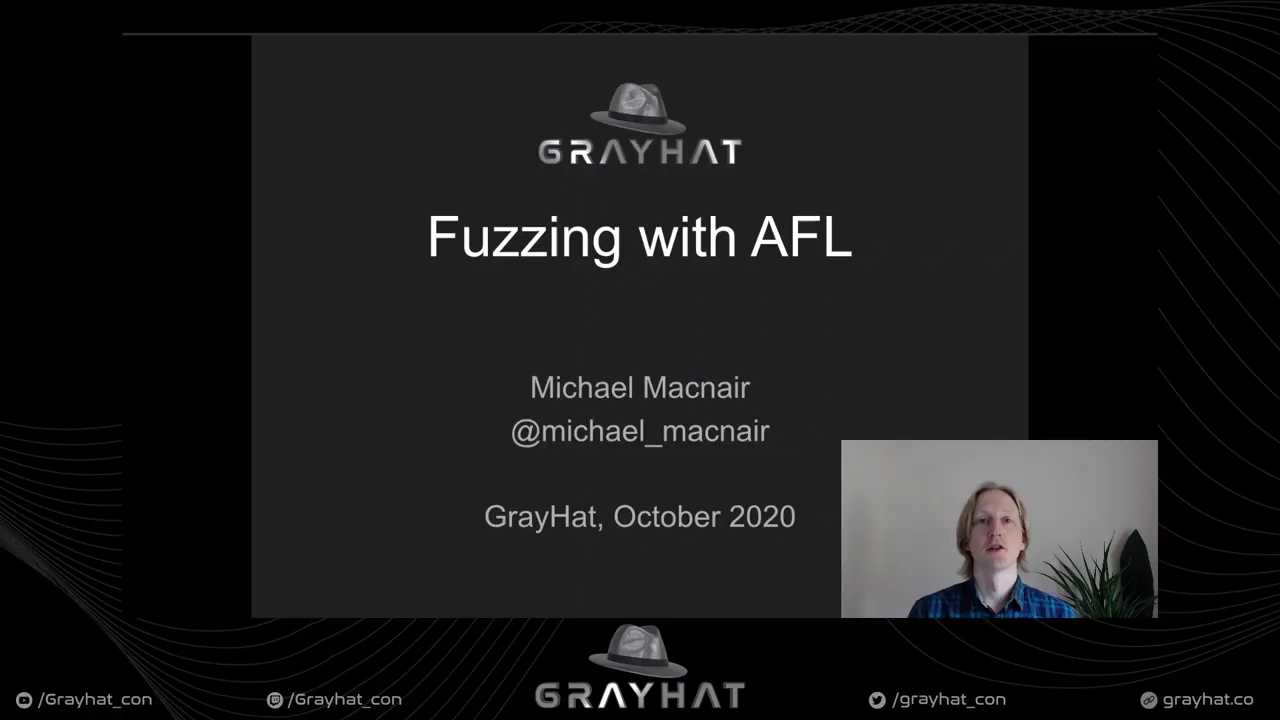 GRAYHAT
Fuzzing with AFL
Michael Macnair
@michael_macnair
GrayHat, October 2020
GRAYHAT
/Grayhat_con
/Grayhat_con
/grayhat_con
grayhat.co